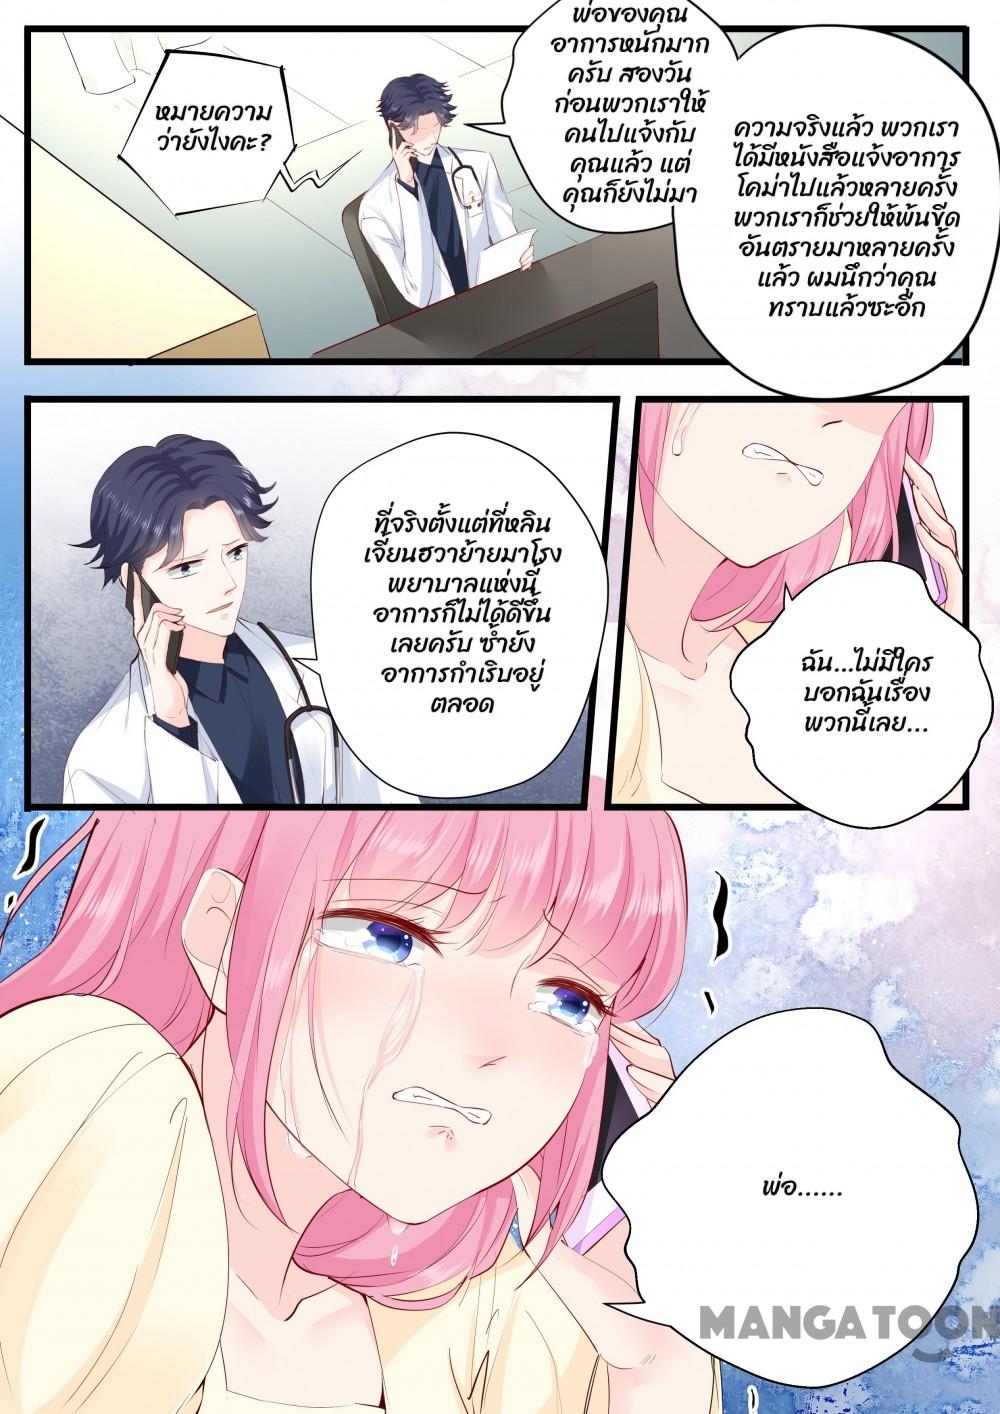 หมายความ
ว่ายังไงคะ?
พ่อของคุณ
อาการหนักมาก
ครับ สองวัน
ก่อนพวกเราให้
คนไปแจ้งกับ
คุณแล้ว แต่
คุณก็ยังไม่มา
ความจริงแล้ว พวกเรา
ได้มีหนังสือแจ้งอาการ
โคม่าไปแล้วหลายครั้ง
พวกเราก็ช่วยให้พ้นขีด
อันตรายมาหลายครั้ง
แล้ว ผมนึกว่าคุณ
ทราบแล้วซะอีก
ที่จริงตั้งแต่ที่หลิน
เจี้ยนฮวาย้ายมาโรง
พยาบาลแห่งนี้
อาการก็ไม่ได้ดีขึ้น
เลยครับ ซ้ำยัง
อาการกำเริบอยู่
ตลอด
ฉัน...ไม่มีใคร
บอกฉันเรื่อง
พวกนี้เลย...
พ่อ......
MANGATOON